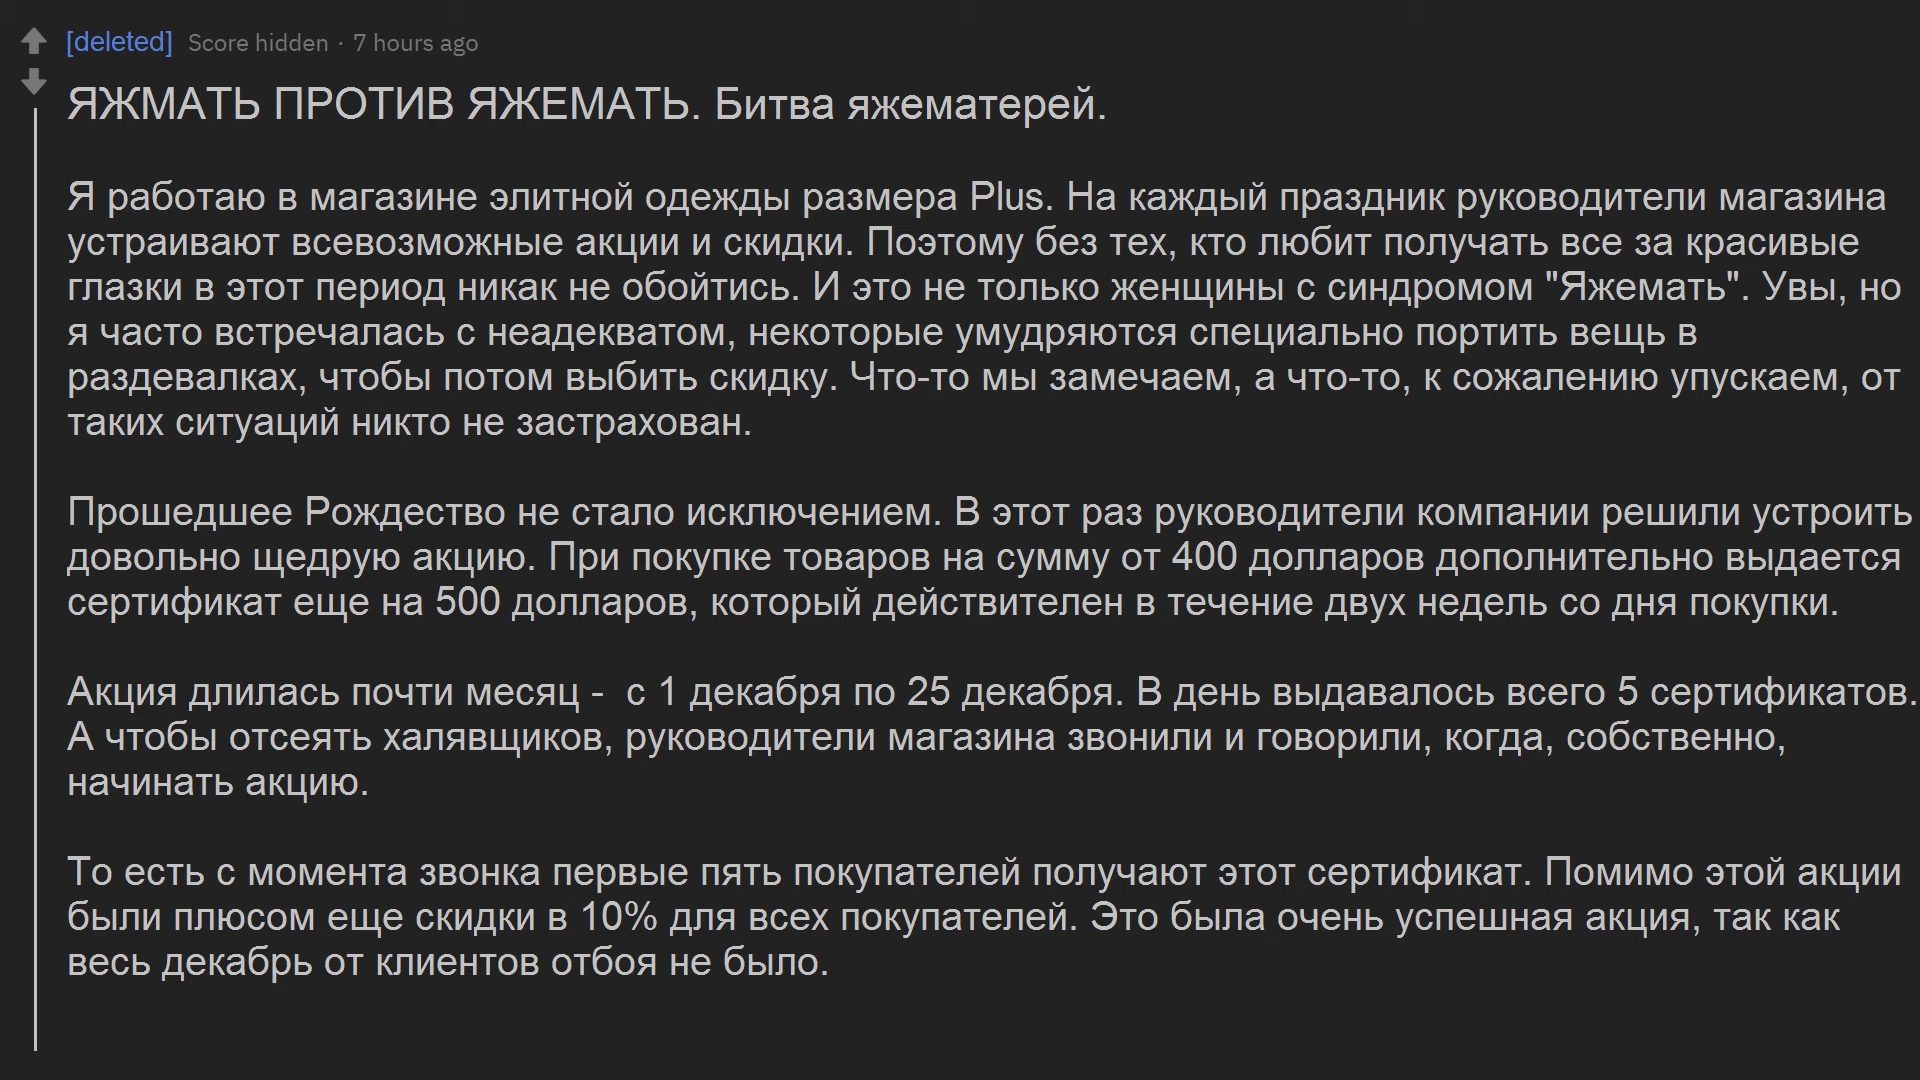 [deleted] Score hidden · 7 hours ago
ЯЖМАТЬ ПРОТИВ ЯЖЕМАТЬ. Битва яжематерей.
Я работаю в магазине элитной одежды размера Plus. На каждый праздник руководители магазина
устраивают всевозможные акции и скидки. Поэтому без тех, кто любит получать все за красивые
глазки в этот период никак не обойтись. И это не только женщины с синдромом "Яжемать". Увы, но
я часто встречалась с неадекватом, некоторые умудряются специально портить вещь в
раздевалках, чтобы потом выбить скидку. Что-то мы замечаем, а что-то, к сожалению упускаем, от
таких ситуаций никто не застрахован.
Прошедшее Рождество не стало исключением. В этот раз руководители компании решили устроить
довольно щедрую акцию. При покупке товаров на сумму от 400 долларов дополнительно выдается
сертификат еще на 500 долларов, который действителен в течение двух недель со дня покупки.
Акция длилась почти месяц -  с 1 декабря по 25 декабря. В день выдавалось всего 5 сертификатов.
А чтобы отсеять халявщиков, руководители магазина звонили и говорили, когда, собственно,
начинать акцию.
То есть с момента звонка первые пять покупателей получают этот сертификат. Помимо этой акции
были плюсом еще скидки в 10% для всех покупателей. Это была очень успешная акция, так как
весь декабрь от клиентов отбоя не было.